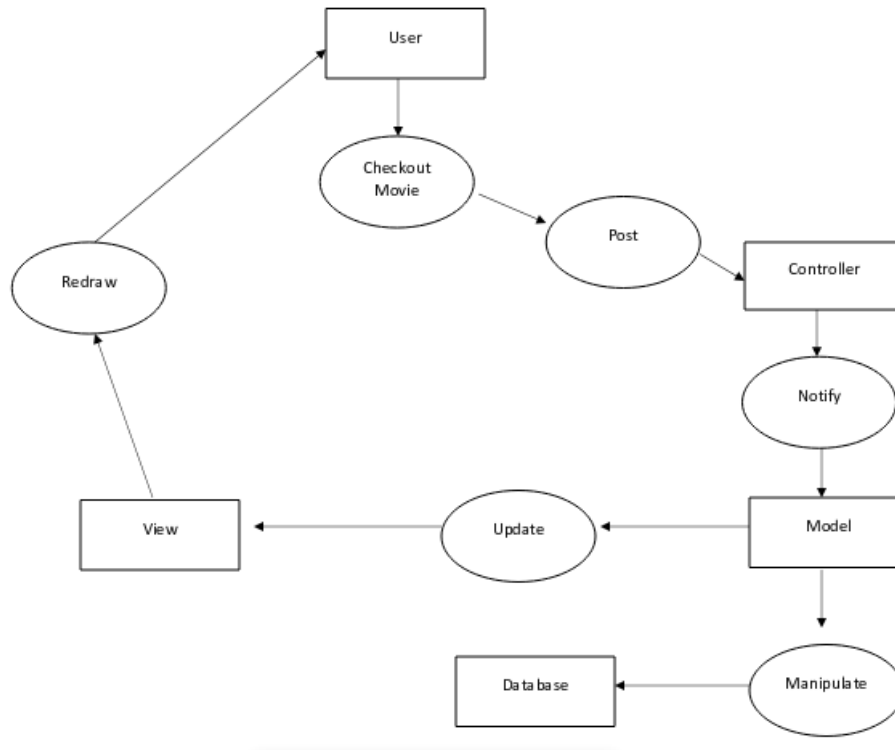 User
Checkout
Movie
Post
Controller
Redraw
Notify
View
Update
Model
Database
Manipulate